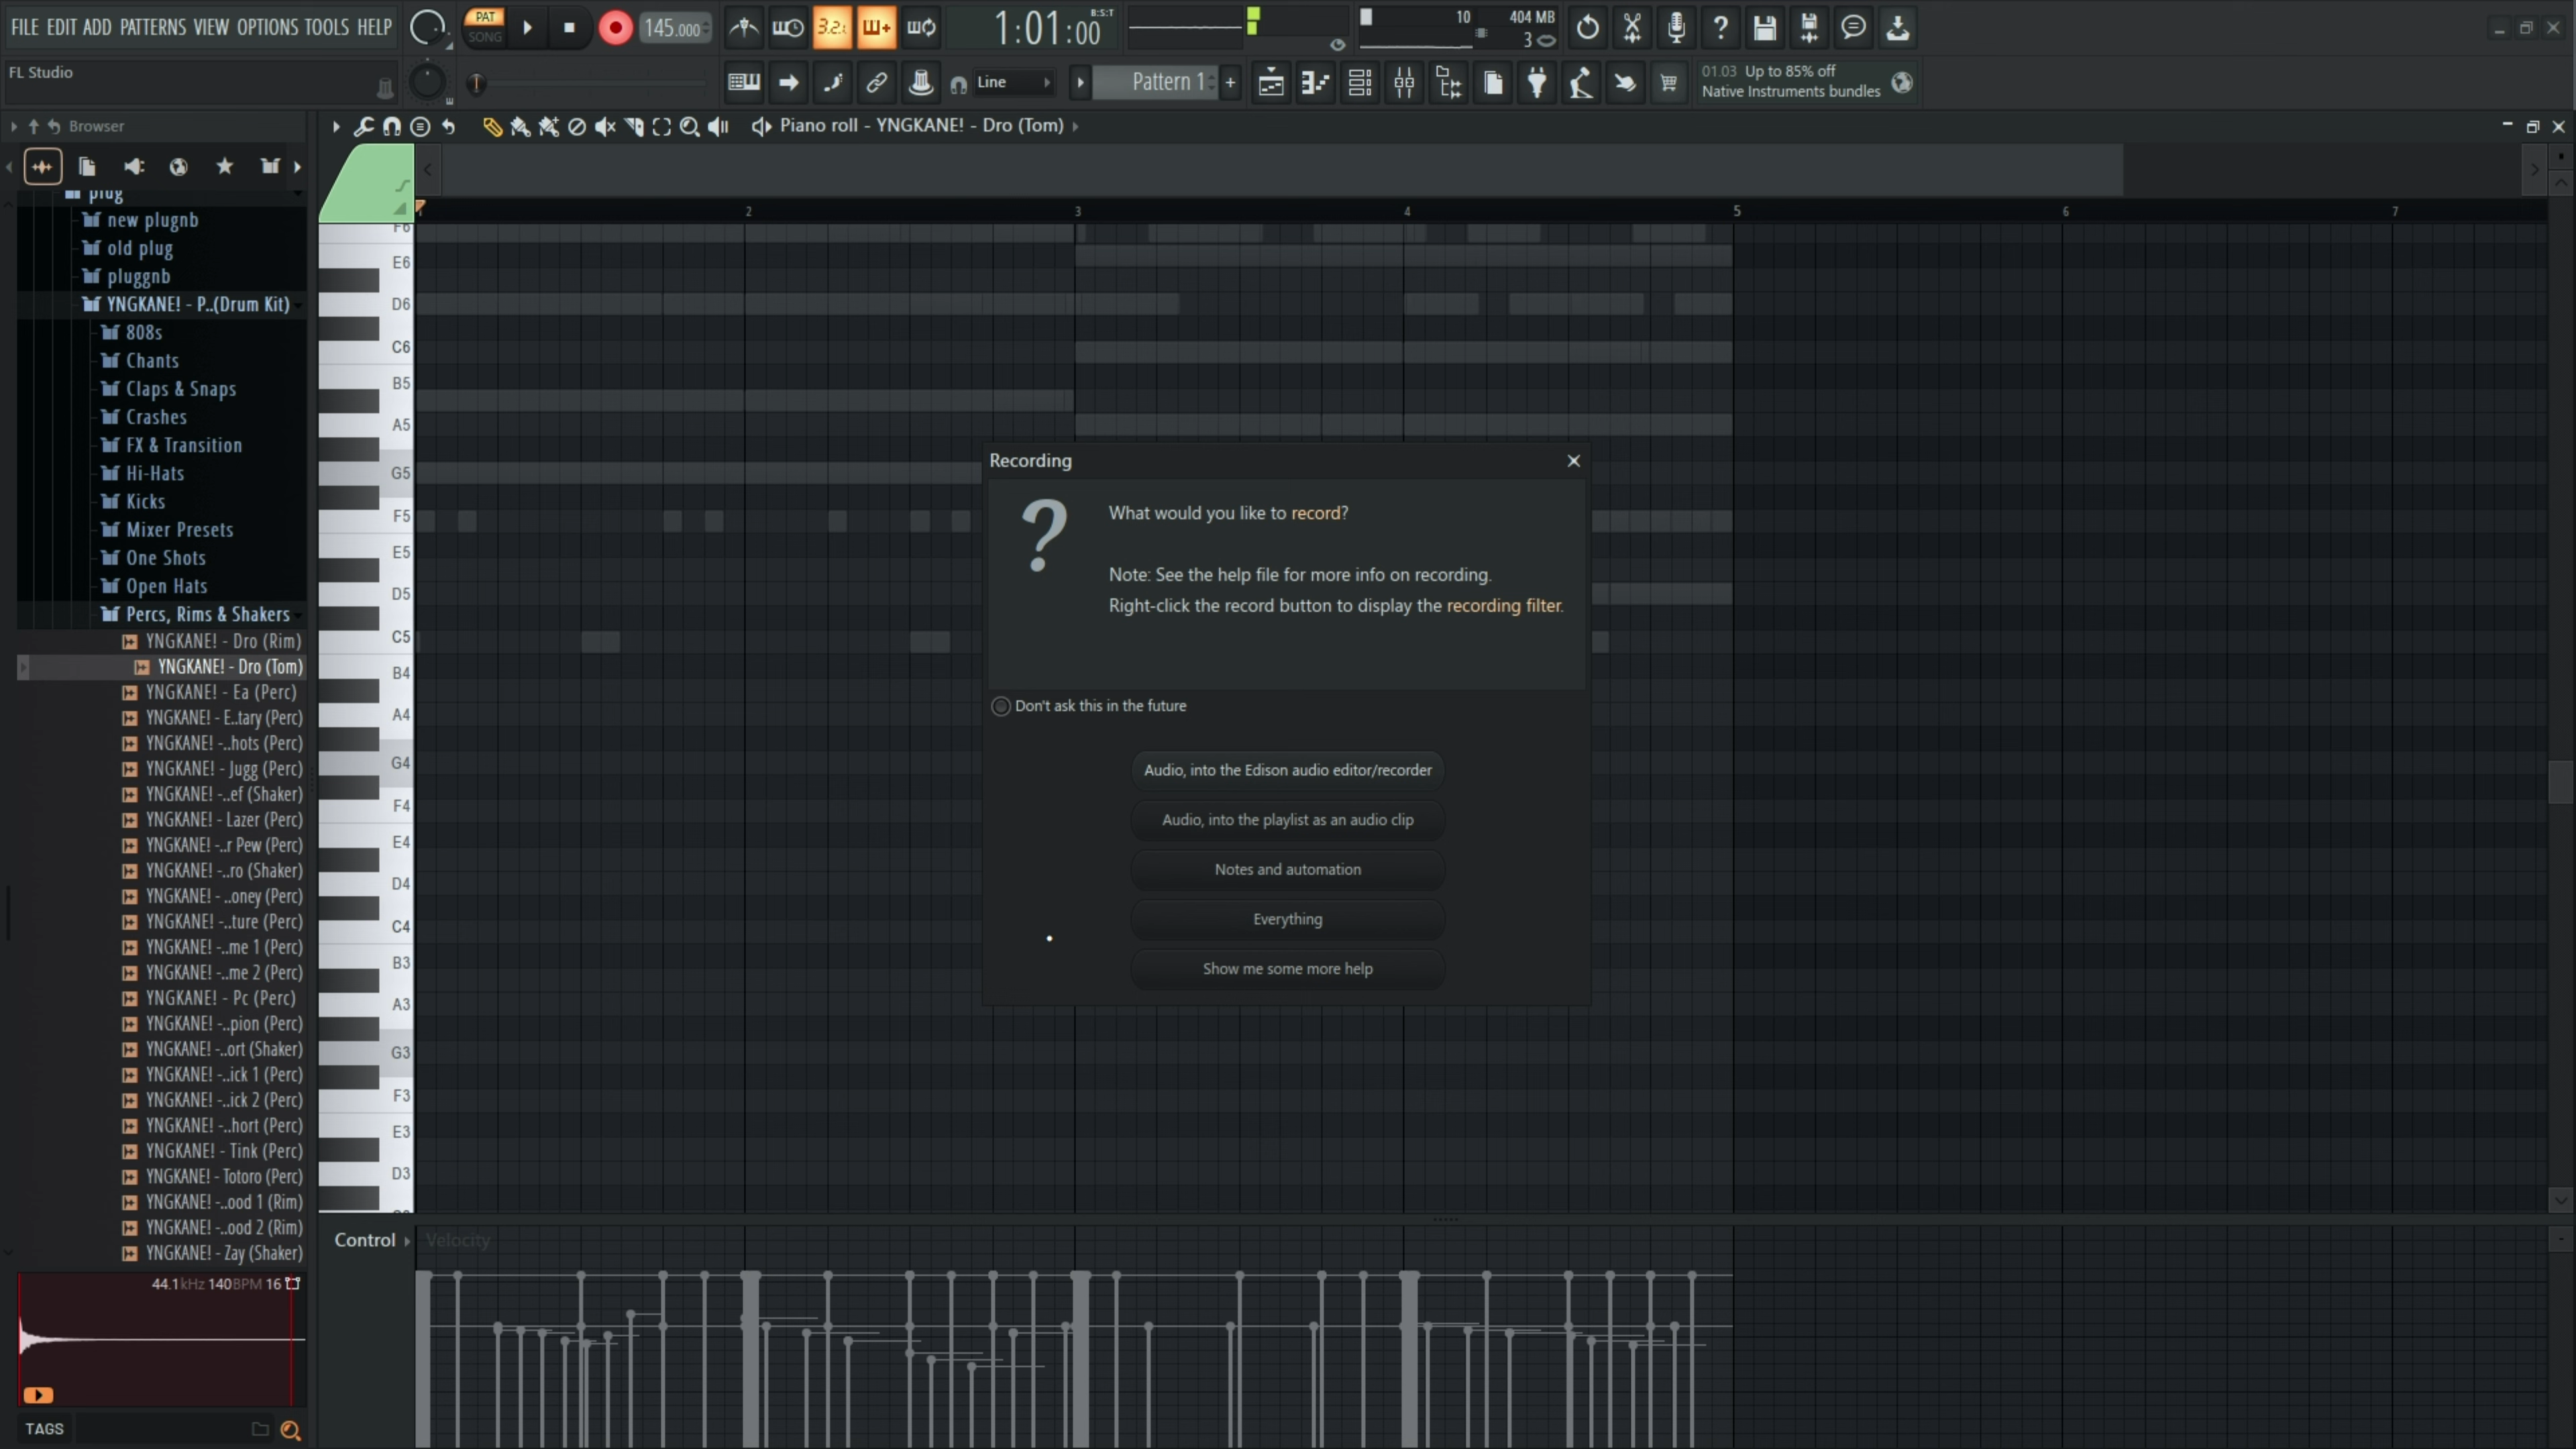 FILE EDIT ADD PATTERNS VIEW OPTIONS TOOLS HELP
PAT
SONG
145.000
3.2.
1:01:00
B:S:T
10
404 MB
3
FL Studio
Line
Pattern 1
+
01.03 Up to 85% off
Native Instruments bundles
Browser
Piano roll - YNGKANE! - Dro (Tom)
plug
new plugnb
old plug
pluggnb
YNGKANE! - P..(Drum Kit)
808s
Chants
Claps & Snaps
Crashes
FX & Transition
Hi-Hats
Kicks
Mixer Presets
One Shots
Open Hats
Percs, Rims & Shakers
YNGKANE! - Dro (Rim)
YNGKANE! - Dro (Tom)
YNGKANE! - Ea (Perc)
YNGKANE! - E..tary (Perc)
YNGKANE! -..hots (Perc)
YNGKANE! - Jugg (Perc)
YNGKANE! -..ef (Shaker)
YNGKANE! - Lazer (Perc)
YNGKANE! -..r Pew (Perc)
YNGKANE! -..ro (Shaker)
YNGKANE! - ..oney (Perc)
YNGKANE! -..ture (Perc)
YNGKANE! -..me 1 (Perc)
YNGKANE! -..me 2 (Perc)
YNGKANE! - Pc (Perc)
YNGKANE! -..pion (Perc)
YNGKANE! -..ort (Shaker)
YNGKANE! -..ick 1 (Perc)
YNGKANE! -..ick 2 (Perc)
YNGKANE! -..hort (Perc)
YNGKANE! - Tink (Perc)
YNGKANE! - Totoro (Perc)
YNGKANE! -..ood 1 (Rim)
YNGKANE! -..ood 2 (Rim)
YNGKANE! - Zay (Shaker)
44.1kHz 140BPM 16
TAGS
2 3 4 5 6 7
F6
E6
D6
C6
B5
A5
G5
F5
E5
D5
C5
B4
A4
G4
F4
E4
D4
C4
B3
A3
G3
F3
E3
D3
Recording
?
What would you like to record?
Note: See the help file for more info on recording.
Right-click the record button to display the recording filter.
Don't ask this in the future
Audio, into the Edison audio editor/recorder
Audio, into the playlist as an audio clip
Notes and automation
Everything
Show me some more help
Control
Velocity